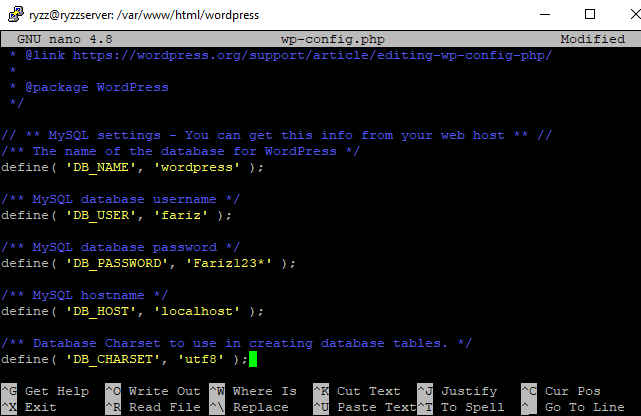 ryzz@ryzzserver: /var/www/html/wordpress
GNU nano 4.8 wp-config.php Modified
* @link https://wordpress.org/support/article/editing-wp-config-php/
*
* @package WordPress
*/
// ** MySQL settings - You can get this info from your web host ** //
/** The name of the database for WordPress */
define( 'DB_NAME', 'wordpress' );
/** MySQL database username */
define( 'DB_USER', 'fariz' );
/** MySQL database password */
define( 'DB_PASSWORD', 'Fariz123*' );
/** MySQL hostname */
define( 'DB_HOST', 'localhost' );
/** Database Charset to use in creating database tables. */
define( 'DB_CHARSET', 'utf8' );
^G Get Help ^O Write Out ^W Where Is ^K Cut Text ^J Justify ^C Cur Pos
^X Exit ^R Read File ^\ Replace ^U Paste Text ^T To Spell ^_ Go To Line